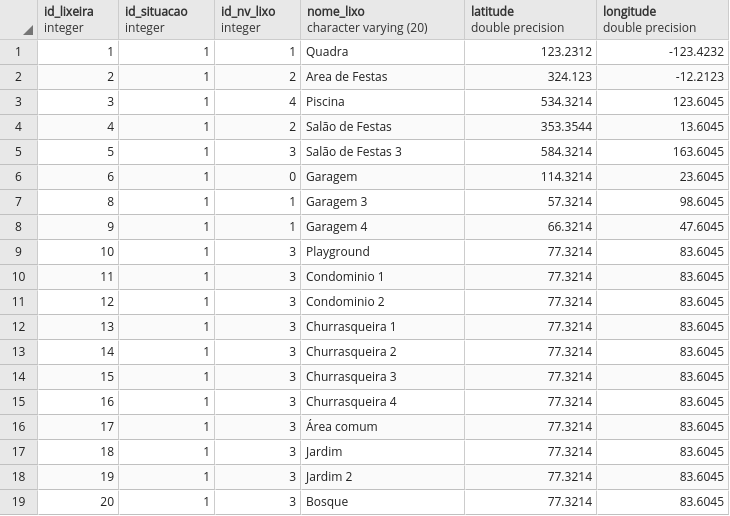 id_lixeira id_situacao id_nv_lixo nome_lixo latitude longitude
integer integer integer character varying (20) double precision double precision
1 1 1 1 Quadra 123.2312 -123.4232
2 2 1 2 Area de Festas 324.123 -12.2123
3 3 1 4 Piscina 534.3214 123.6045
4 4 1 2 Salão de Festas 353.3544 13.6045
5 5 1 3 Salão de Festas 3 584.3214 163.6045
6 6 1 0 Garagem 114.3214 23.6045
7 8 1 1 Garagem 3 57.3214 98.6045
8 9 1 1 Garagem 4 66.3214 47.6045
9 10 1 3 Playground 77.3214 83.6045
10 11 1 3 Condominio 1 77.3214 83.6045
11 12 1 3 Condominio 2 77.3214 83.6045
12 13 1 3 Churrasqueira 1 77.3214 83.6045
13 14 1 3 Churrasqueira 2 77.3214 83.6045
14 15 1 3 Churrasqueira 3 77.3214 83.6045
15 16 1 3 Churrasqueira 4 77.3214 83.6045
16 17 1 3 Área comum 77.3214 83.6045
17 18 1 3 Jardim 77.3214 83.6045
18 19 1 3 Jardim 2 77.3214 83.6045
19 20 1 3 Bosque 77.3214 83.6045